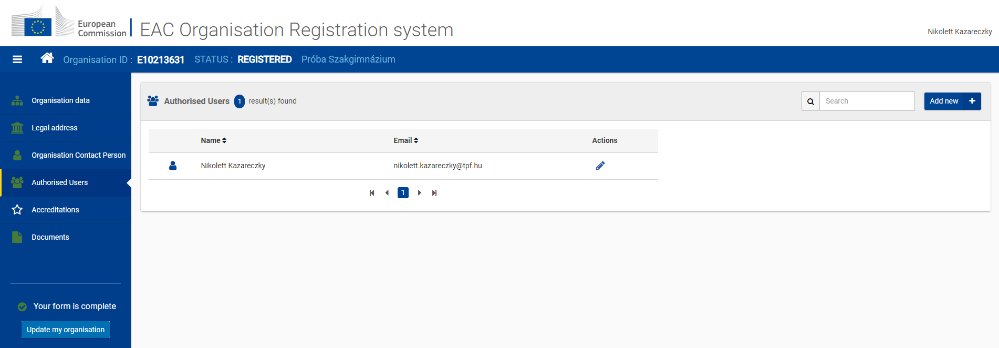 European
Commission
EAC Organisation Registration system
Nikolett Kazareczky
Organisation ID : E10213631 STATUS : REGISTERED Próba Szakgimnázium
Organisation data
Legal address
Organisation Contact Person
Authorised Users
Accreditations
Documents
Your form is complete
Update my organisation
Authorised Users 1 result(s) found
Search
Add new +
Name Email Actions
Nikolett Kazareczky nikolett.kazareczky@tpf.hu
1